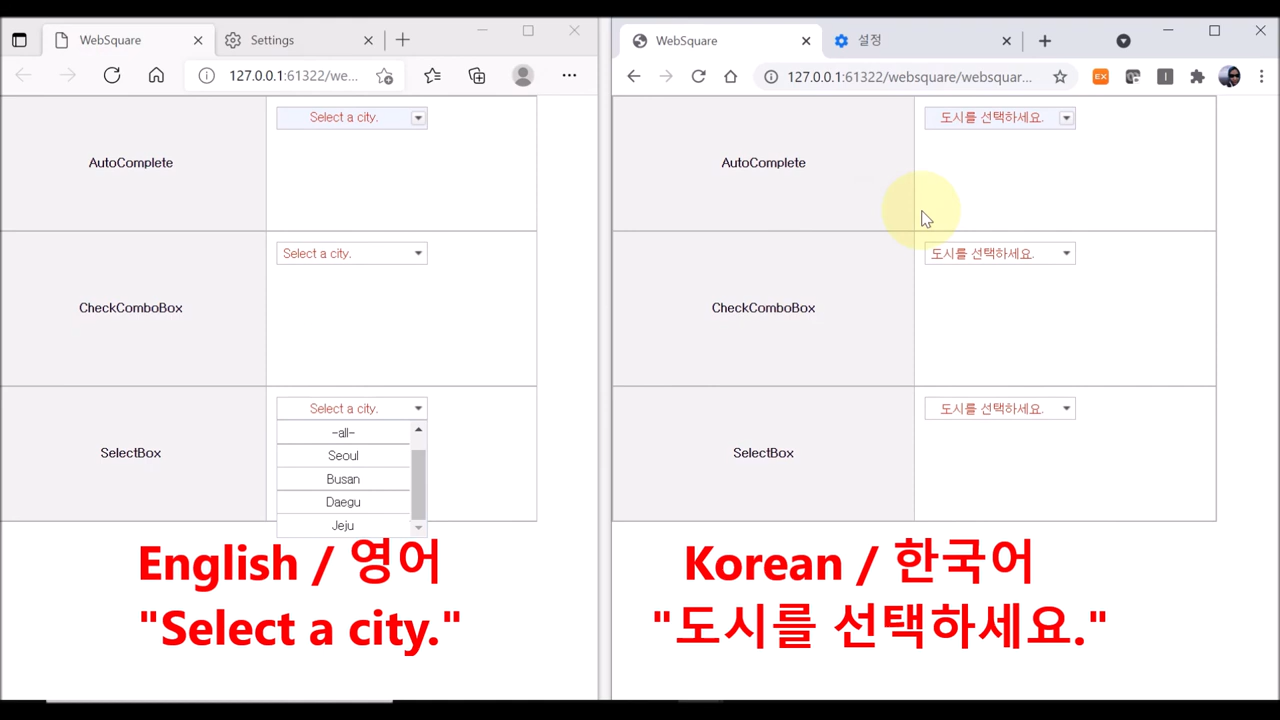 WebSquare
Settings
127.0.0.1:61322/we...
AutoComplete
Select a city.
CheckComboBox
Select a city.
SelectBox
Select a city.
-all-
Seoul
Busan
Daegu
Jeju
English / 영어
"Select a city."
WebSquare
설정
127.0.0.1:61322/websquare/websquar...
EX
AutoComplete
도시를 선택하세요.
CheckComboBox
도시를 선택하세요.
SelectBox
도시를 선택하세요.
Korean / 한국어
"도시를 선택하세요."